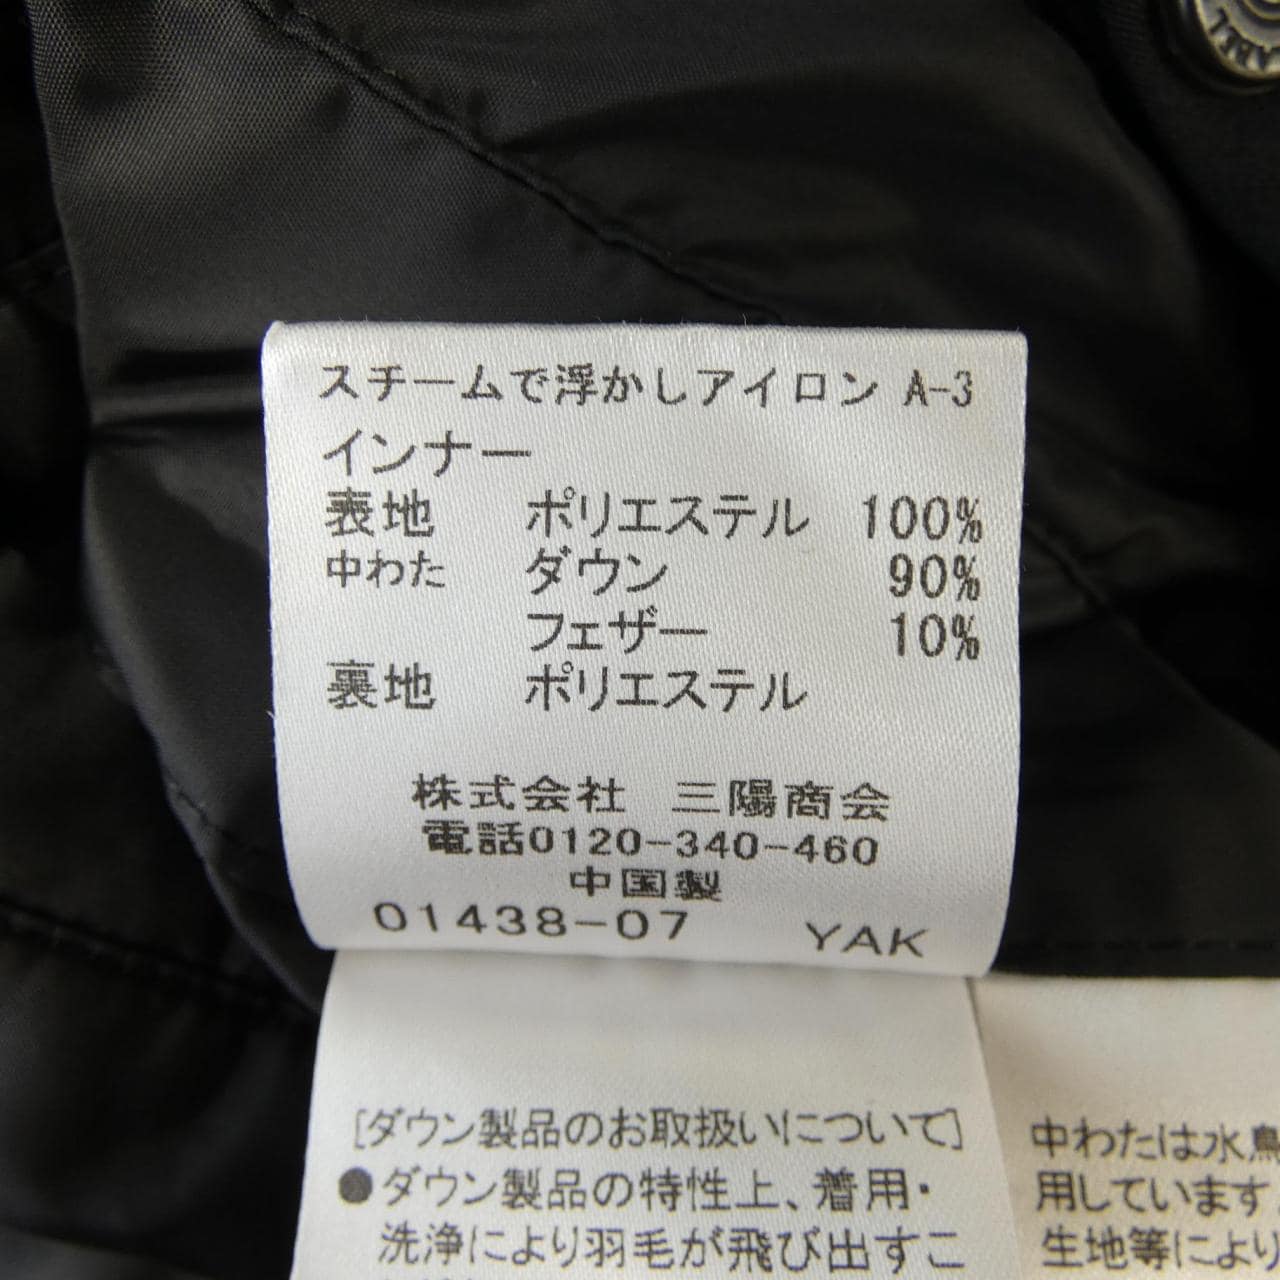 LABEL
スチームで浮かしアイロン A-3
インナー
表地 ポリエステル 100%
中わた ダウン 90%
フェザー 10%
裏地 ポリエステル
株式会社 三陽商会
電話0120-340-460
中国製
01438-07 YAK
[ダウン製品のお取扱いについて]
●ダウン製品の特性上、着用・
洗浄により羽毛が飛び出すこ
中わたは水鳥
用しています
生地等により